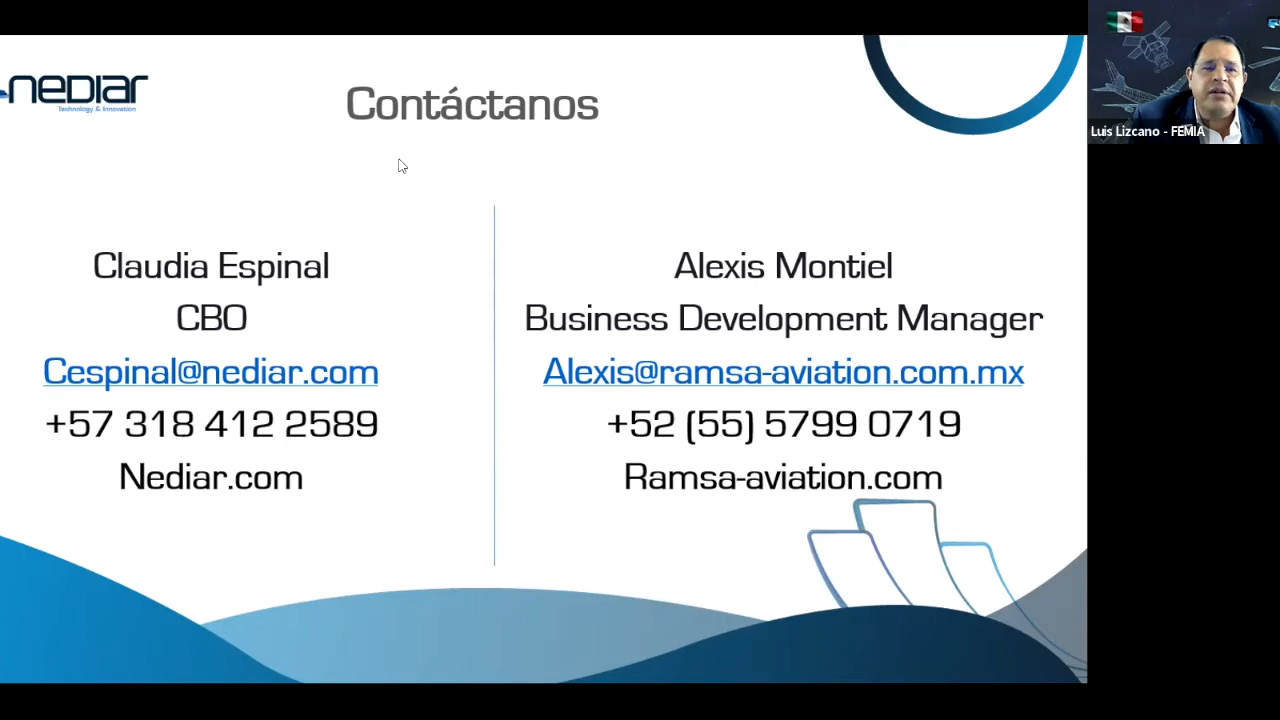 NEDIAR
Technology & Innovation
Contáctanos
Luis Lizcano - FEMIA
Claudia Espinal
CBO
Cespinal@nediar.com
+57 318 412 2589
Nediar.com
Alexis Montiel
Business Development Manager
Alexis@ramsa-aviation.com.mx
+52 (55) 5799 0719
Ramsa-aviation.com